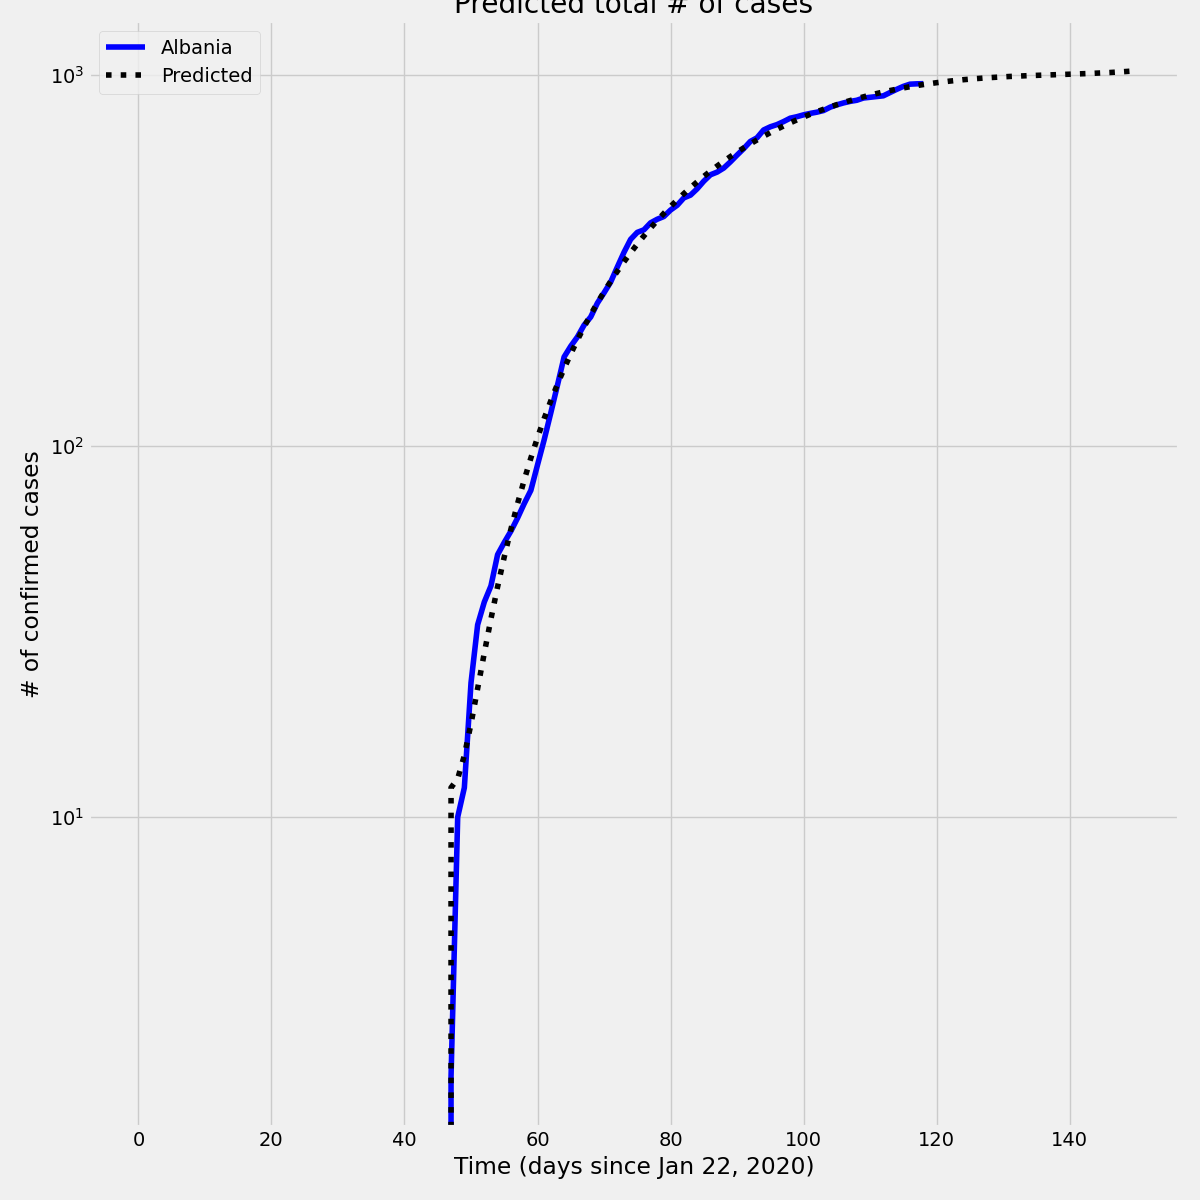 Predicted total # of cases
Albania
Predicted
10³
10²
10¹
# of confirmed cases
0 20 40 60 80 100 120 140
Time (days since Jan 22, 2020)